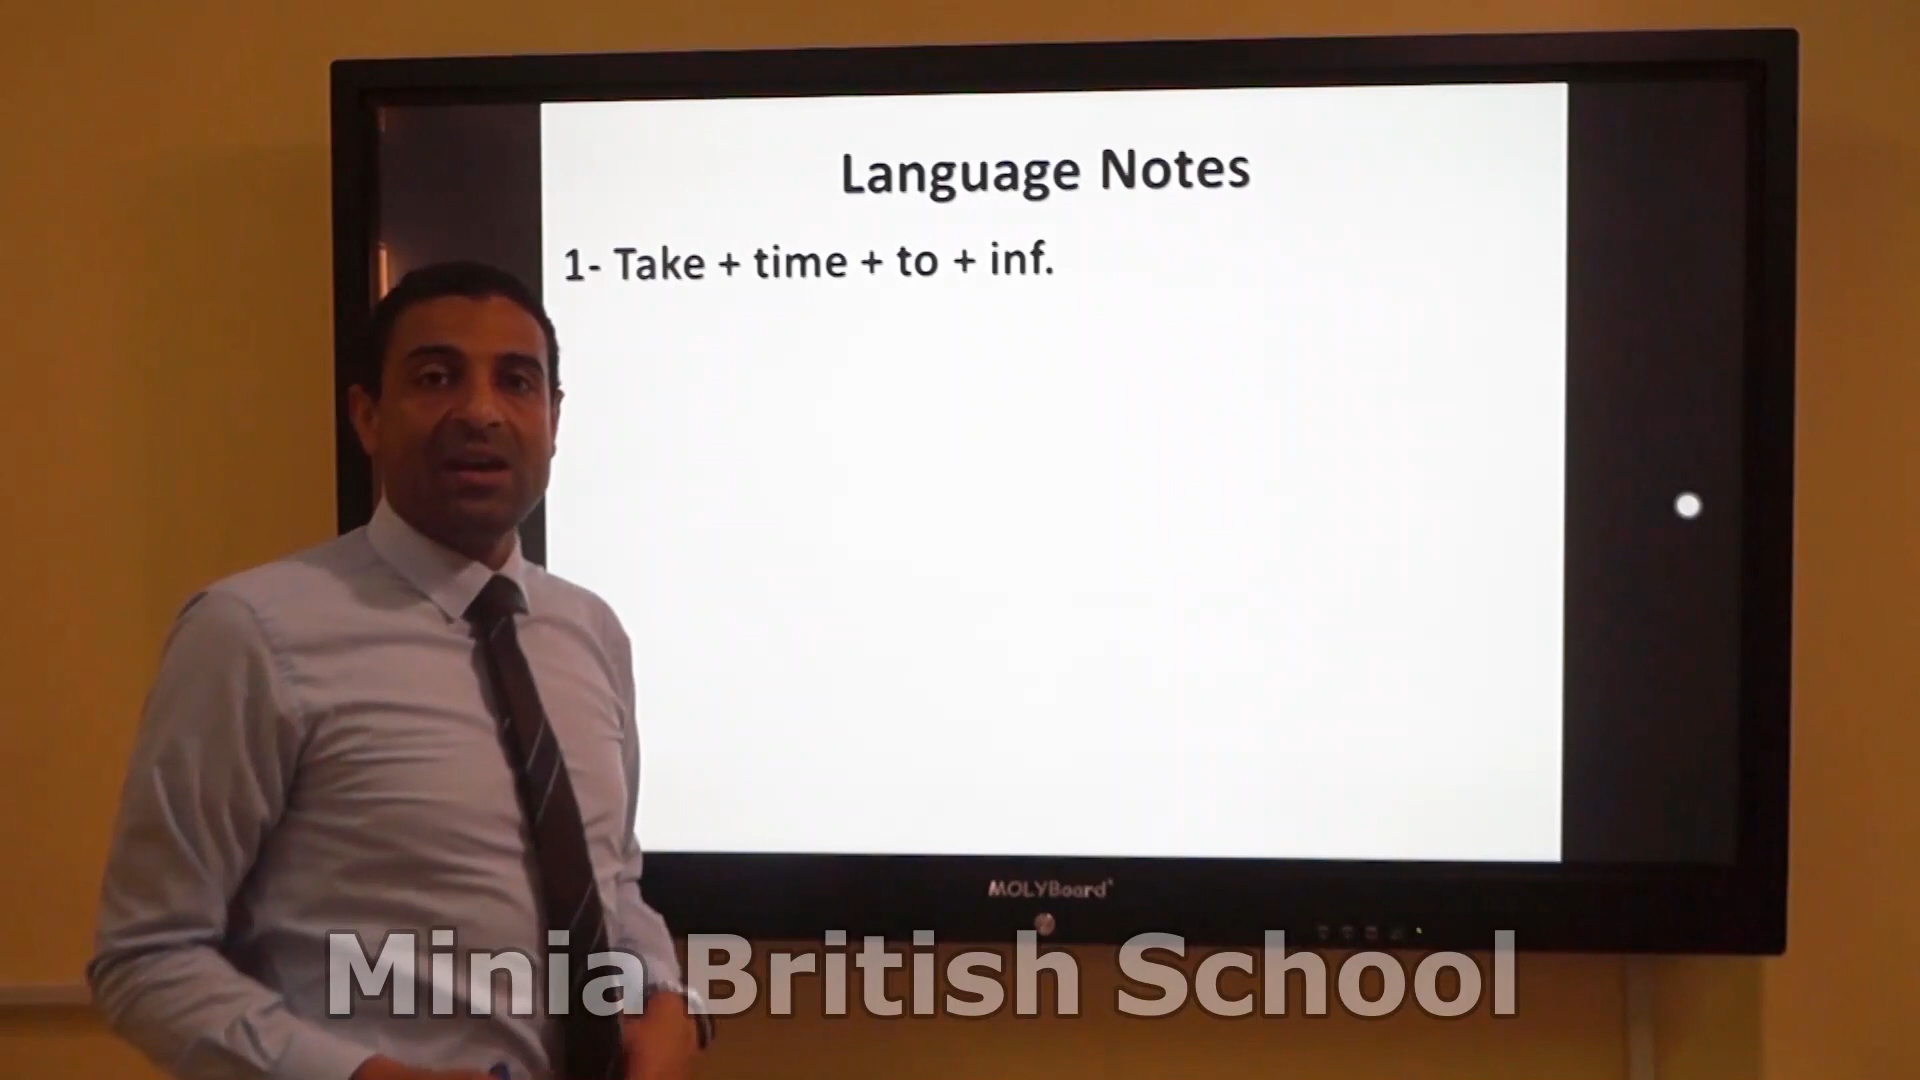 Language Notes
1- Take + time + to + inf.
MOLYBoard
Minia British School